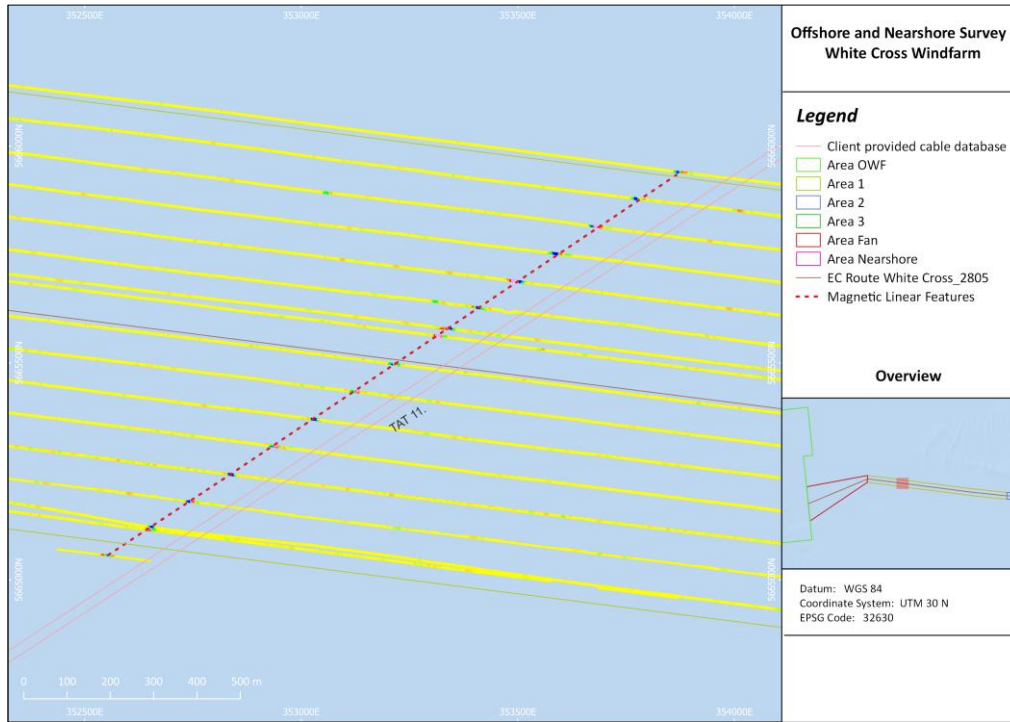 352500E
353000E
353500E
354000E
5666000N
5666000N
5665500N
5665500N
5665000N
5665000N
TAT 11.
0 100 200 300 400 500 m
352500E
353000E
353500E
354000E
Offshore and Nearshore Survey
White Cross Windfarm
Legend
Client provided cable database
Area OWF
Area 1
Area 2
Area 3
Area Fan
Area Nearshore
EC Route White Cross_2805
Magnetic Linear Features
Overview
Datum: WGS 84
Coordinate System: UTM 30 N
EPSG Code: 32630